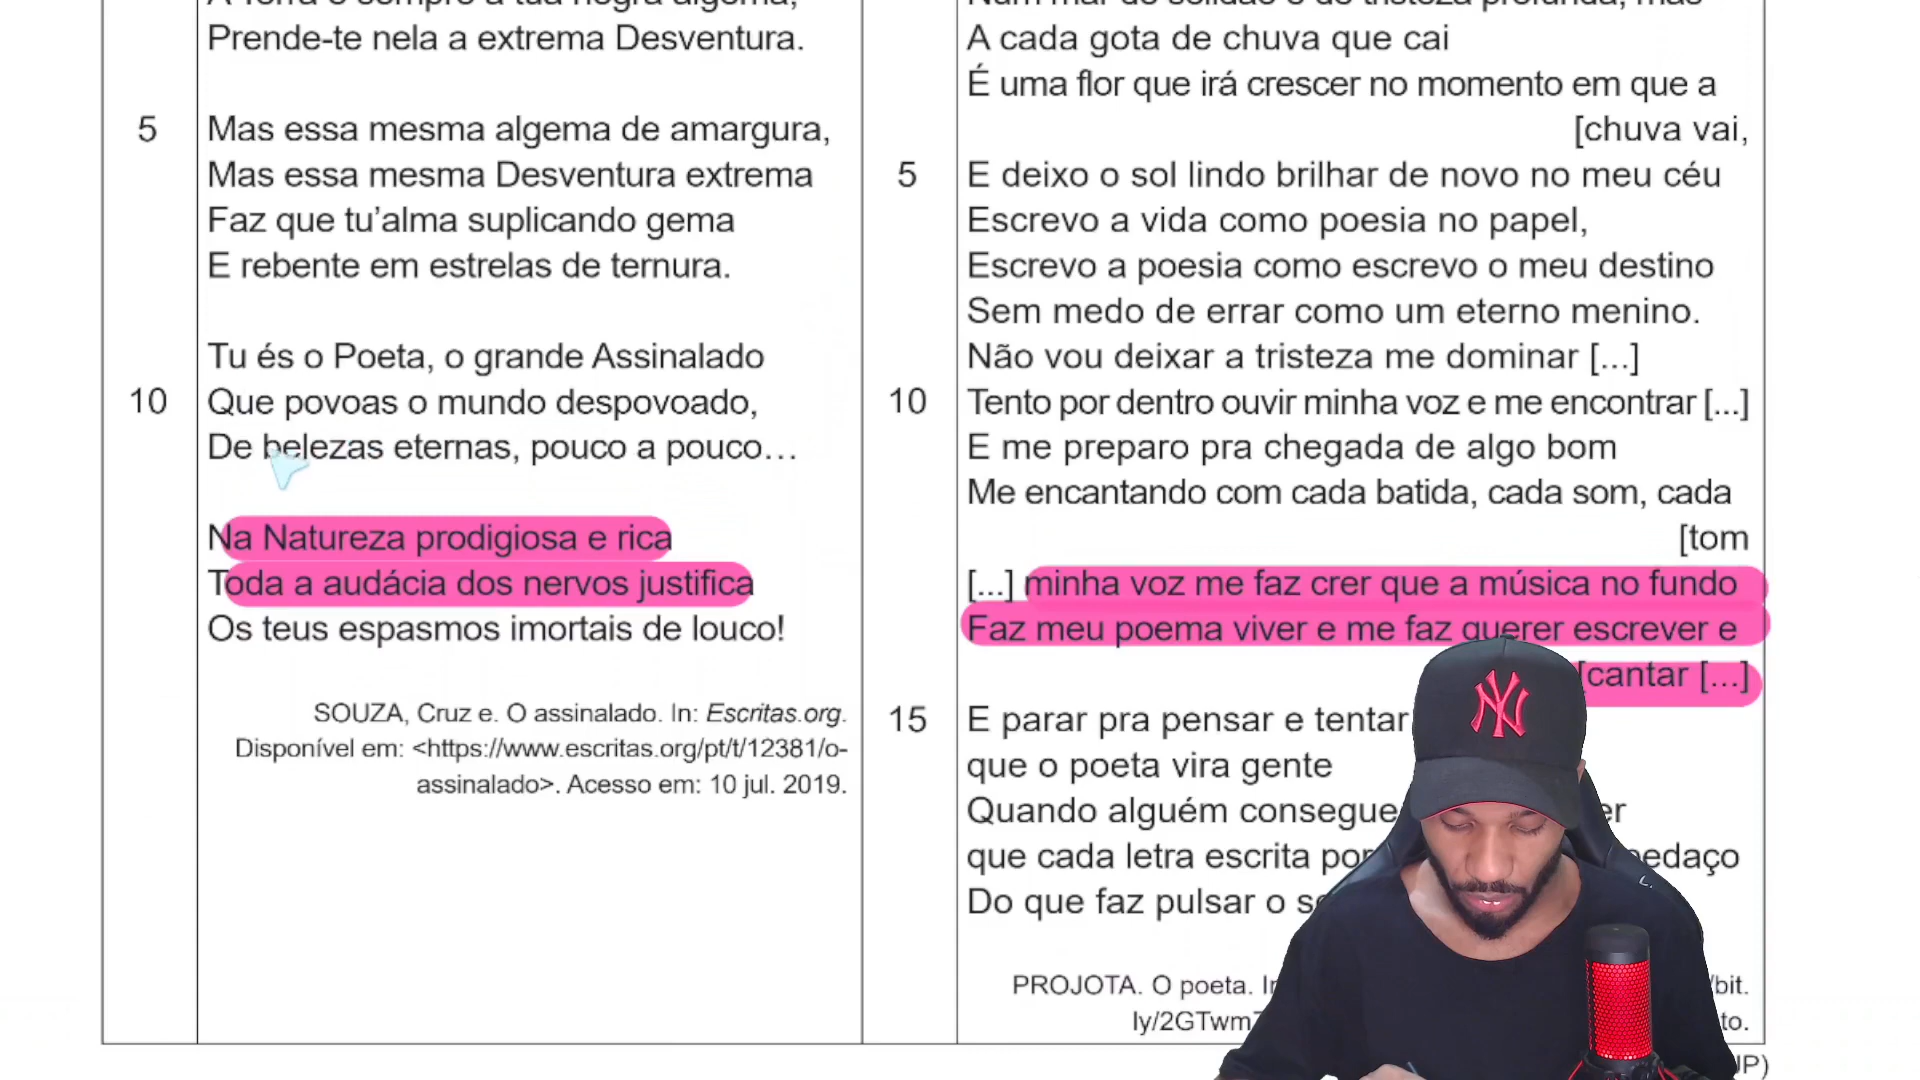 Prende-te nela a extrema Desventura.
5 Mas essa mesma algema de amargura,
Mas essa mesma Desventura extrema
Faz que tu’alma suplicando gema
E rebente em estrelas de ternura.
Tu és o Poeta, o grande Assinalado
10 Que povoas o mundo despovoado,
De belezas eternas, pouco a pouco…
Na Natureza prodigiosa e rica
Toda a audácia dos nervos justifica
Os teus espasmos imortais de louco!
SOUZA, Cruz e. O assinalado. In: Escritas.org.
Disponível em: <https://www.escritas.org/pt/t/12381/o-
assinalado>. Acesso em: 10 jul. 2019.
A cada gota de chuva que cai
É uma flor que irá crescer no momento em que a
[chuva vai,
5 E deixo o sol lindo brilhar de novo no meu céu
Escrevo a vida como poesia no papel,
Escrevo a poesia como escrevo o meu destino
Sem medo de errar como um eterno menino.
Não vou deixar a tristeza me dominar [...]
10 Tento por dentro ouvir minha voz e me encontrar [...]
E me preparo pra chegada de algo bom
Me encantando com cada batida, cada som, cada
[tom
[...] minha voz me faz crer que a música no fundo
Faz meu poema viver e me faz querer escrever e
[cantar [...]
15 E parar pra pensar e tentar
que o poeta vira gente
Quando alguém consegue
que cada letra escrita por
Do que faz pulsar o
PROJOTA. O poeta.
NY